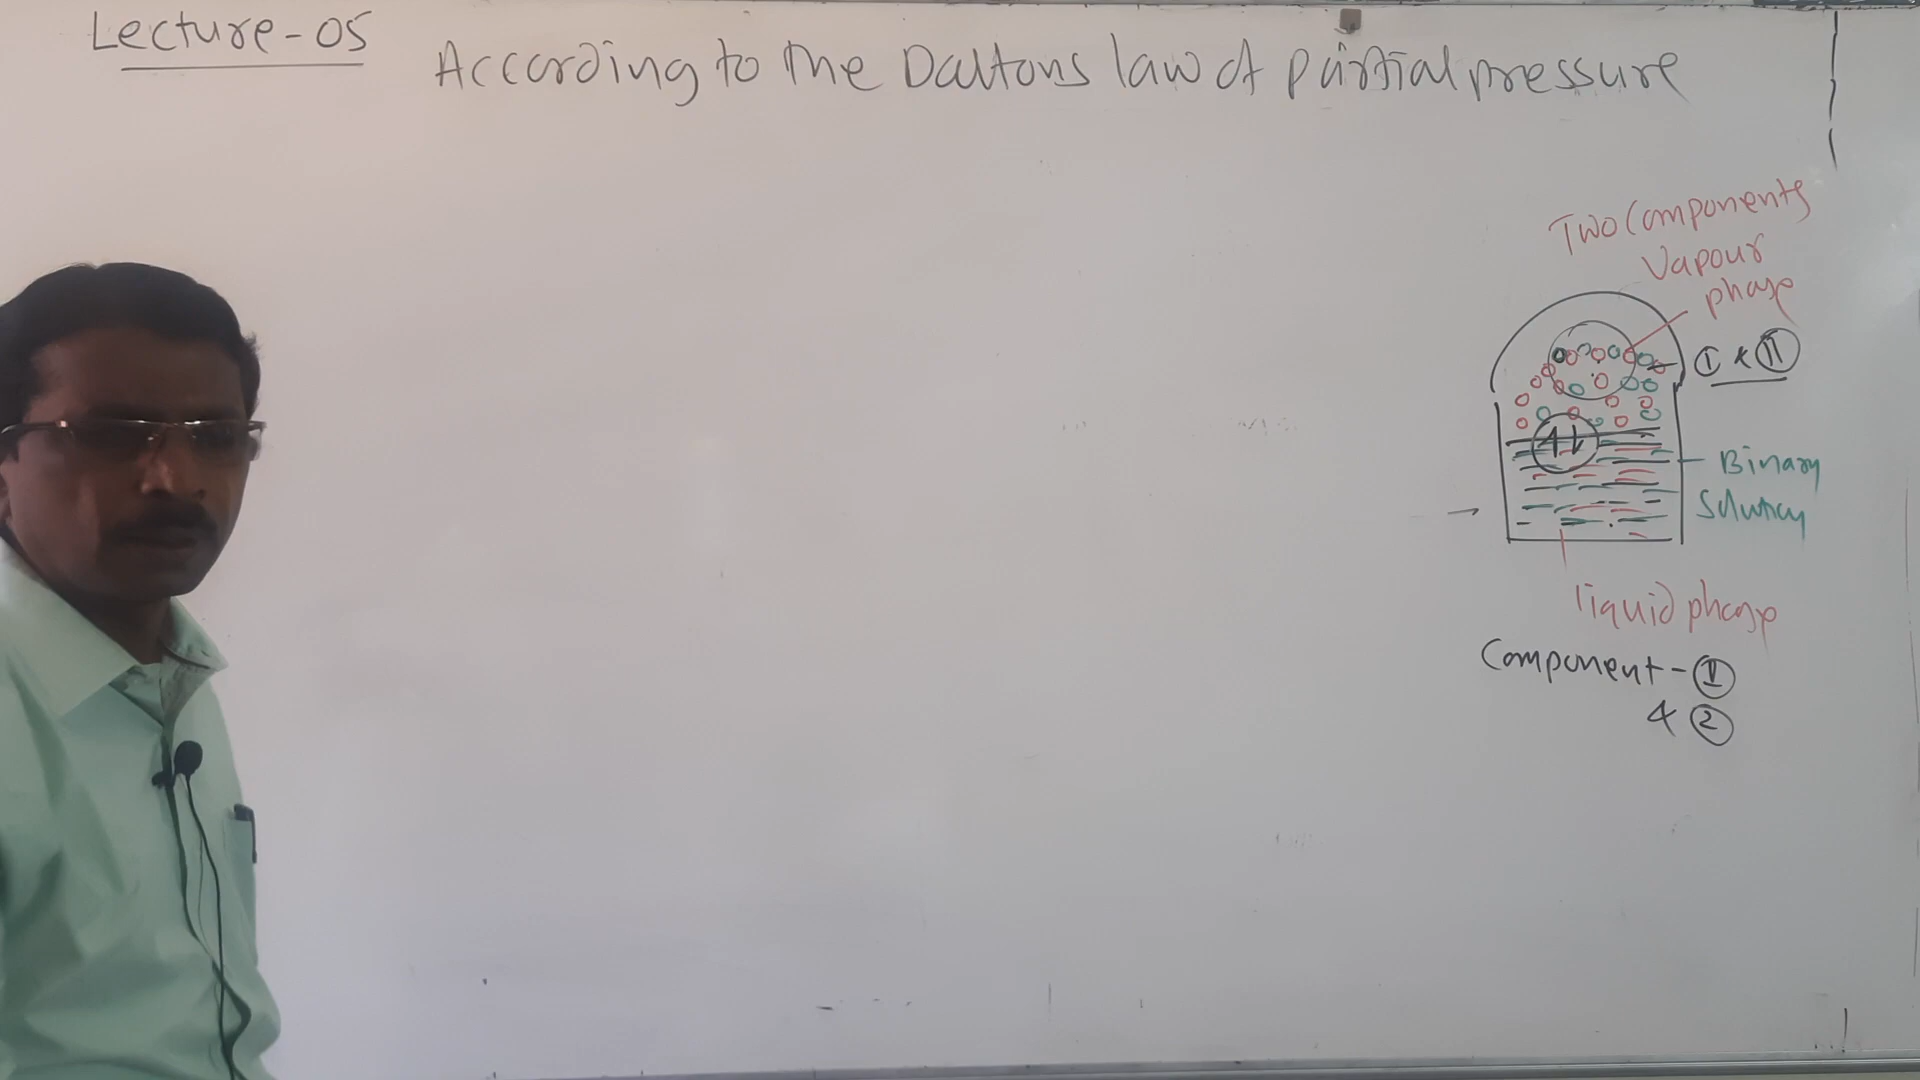 Lecture-05
According to the Daltons law of partial pressure
Two Components
Vapour
phase
I & II
Binary
Solution
liquid phase
Component - I
& 2